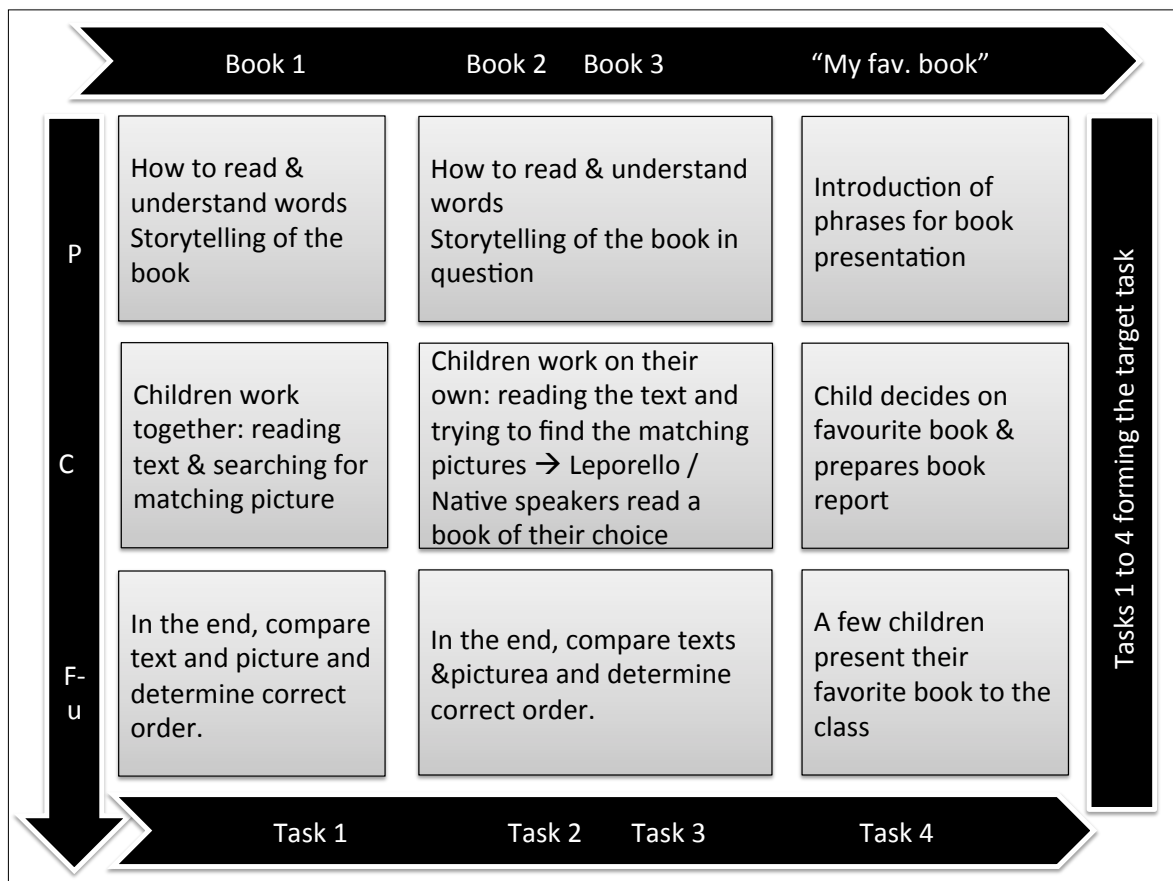 Book 1 Book 2 Book 3 “My fav. book”
P
How to read &
understand words
Storytelling of the
book
How to read & understand
words
Storytelling of the book in
question
Introduction of
phrases for book
presentation
C
Children work
together: reading
text & searching for
matching picture
Children work on their
own: reading the text and
trying to find the matching
pictures → Leporello /
Native speakers read a
book of their choice
Child decides on
favourite book &
prepares book
report
F-
u
In the end, compare
text and picture and
determine correct
order.
In the end, compare texts
&picturea and determine
correct order.
A few children
present their
favorite book to the
class
Tasks 1 to 4 forming the target task
Task 1 Task 2 Task 3 Task 4